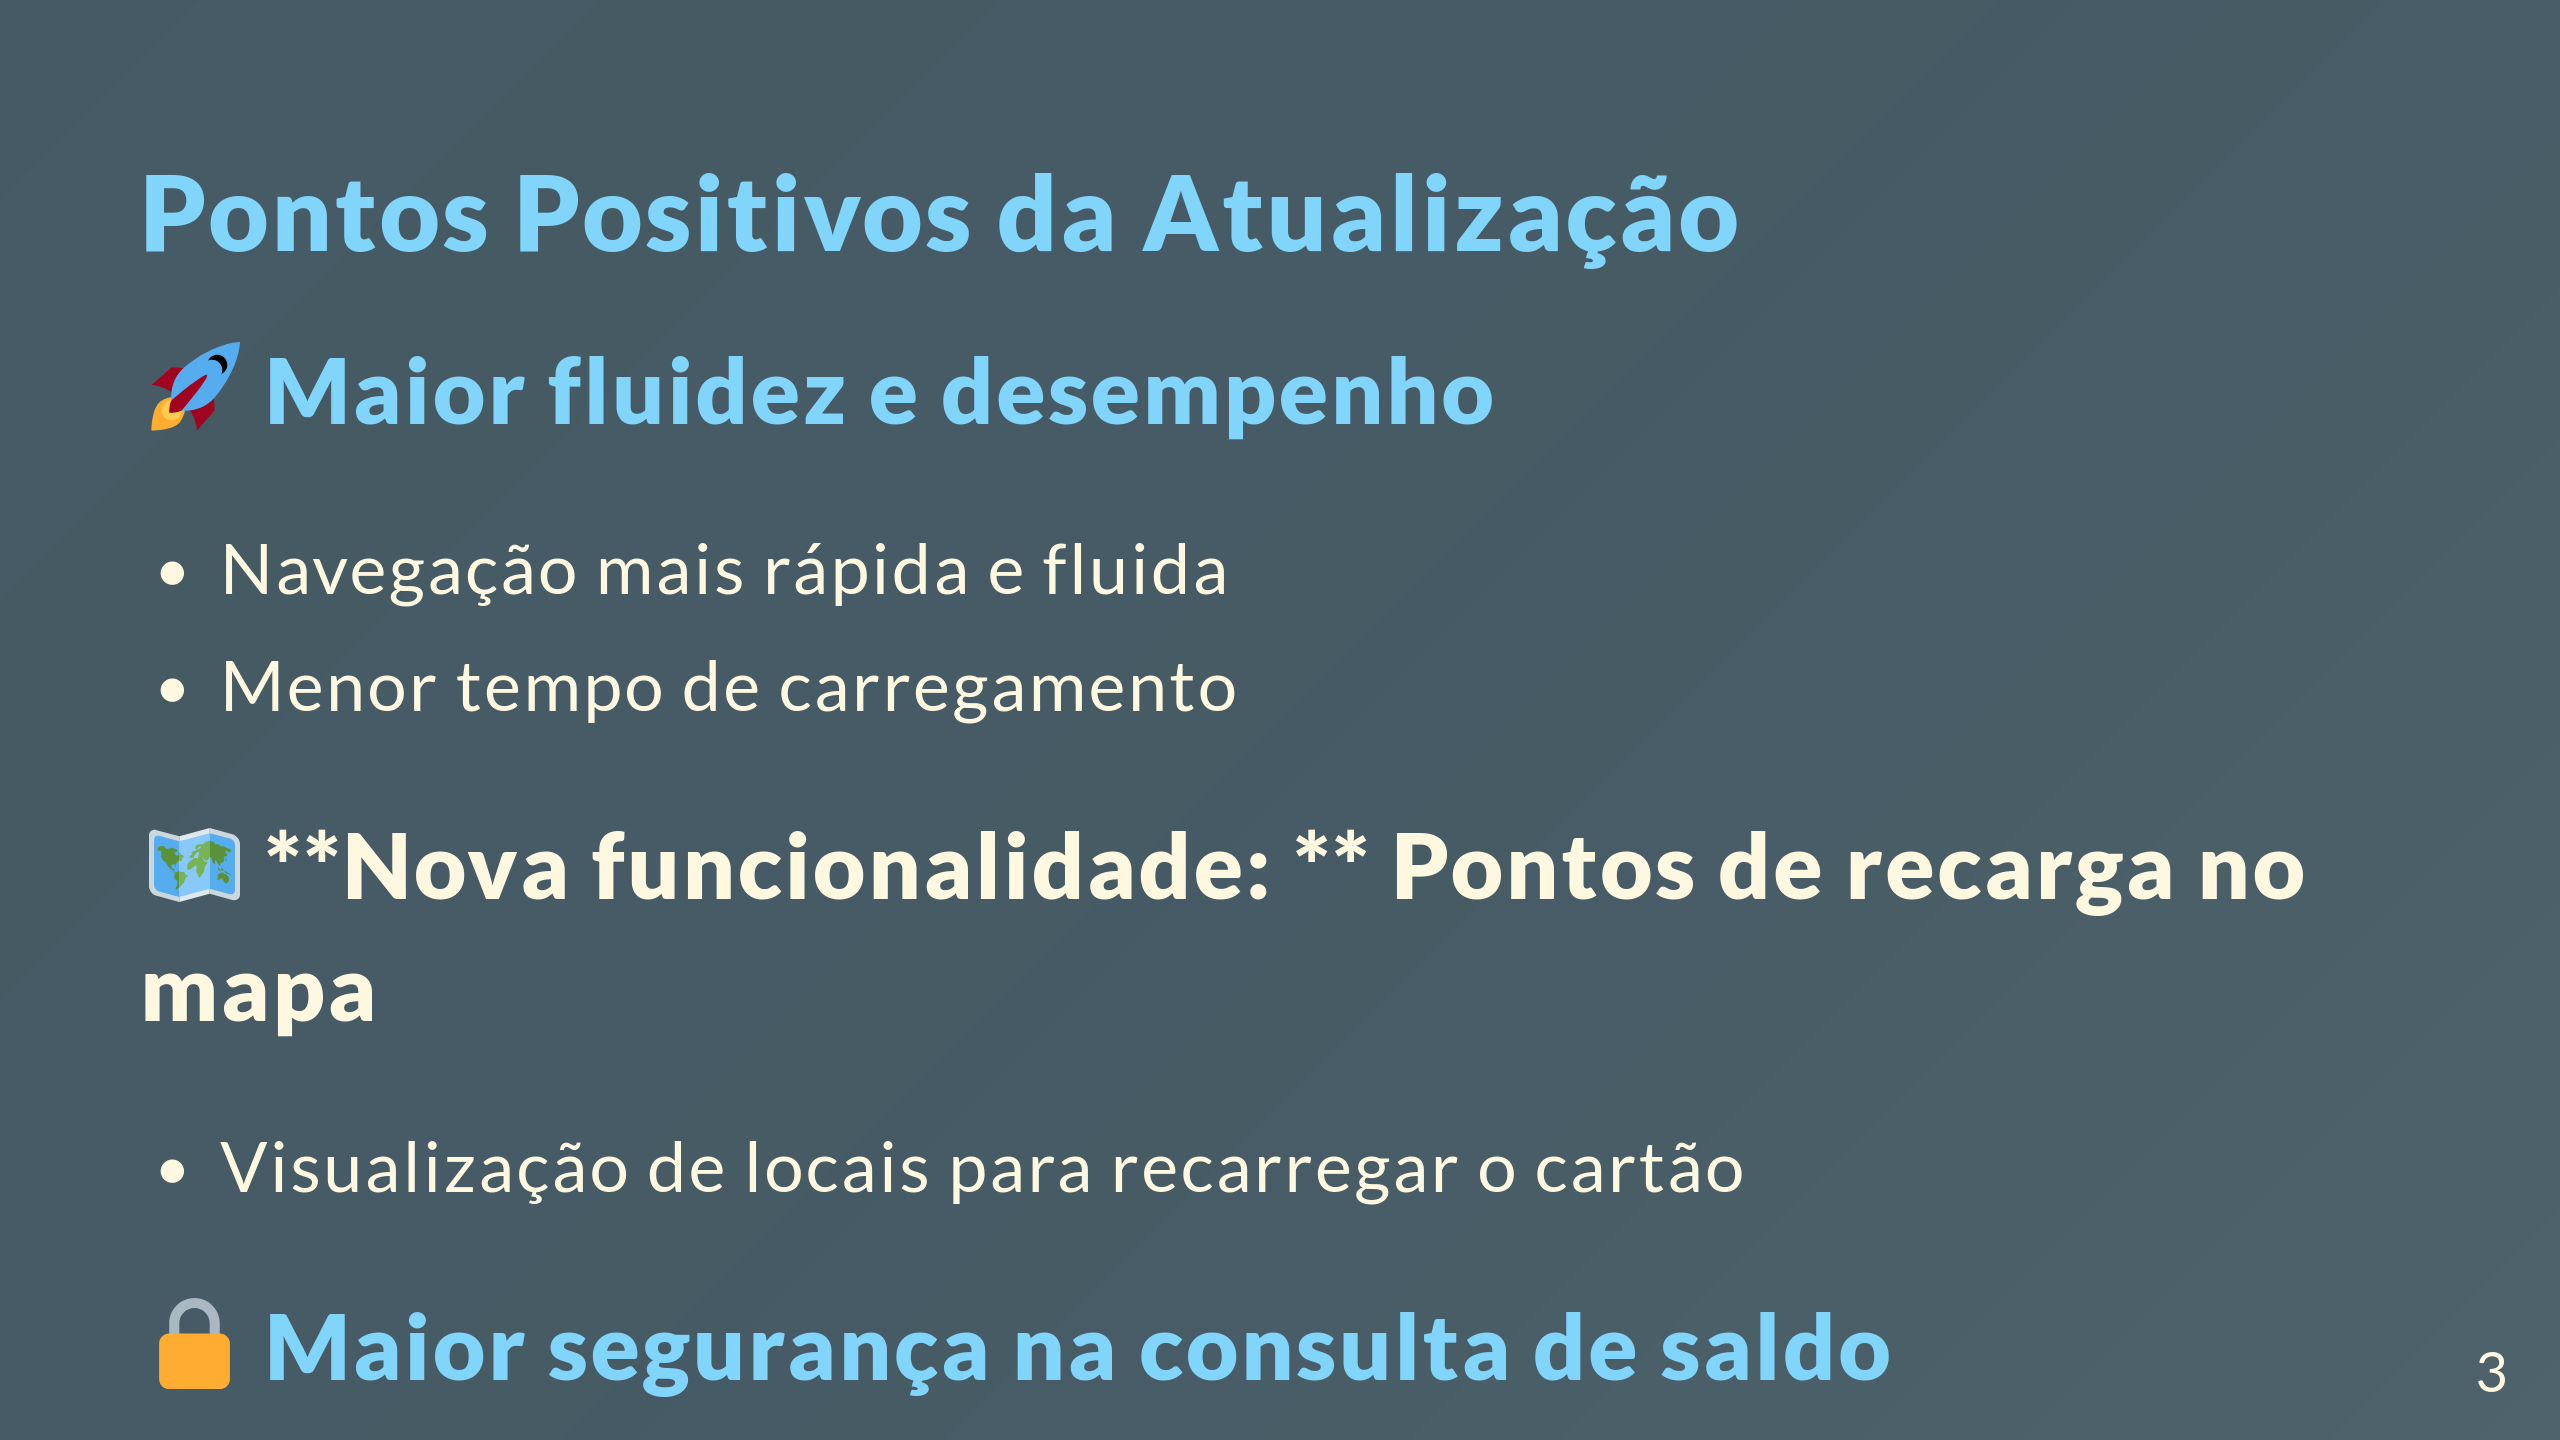 Pontos Positivos da Atualização
🚀 Maior fluidez e desempenho
• Navegação mais rápida e fluida
• Menor tempo de carregamento
🗺️ **Nova funcionalidade: ** Pontos de recarga no
mapa
• Visualização de locais para recarregar o cartão
🔒 Maior segurança na consulta de saldo
3